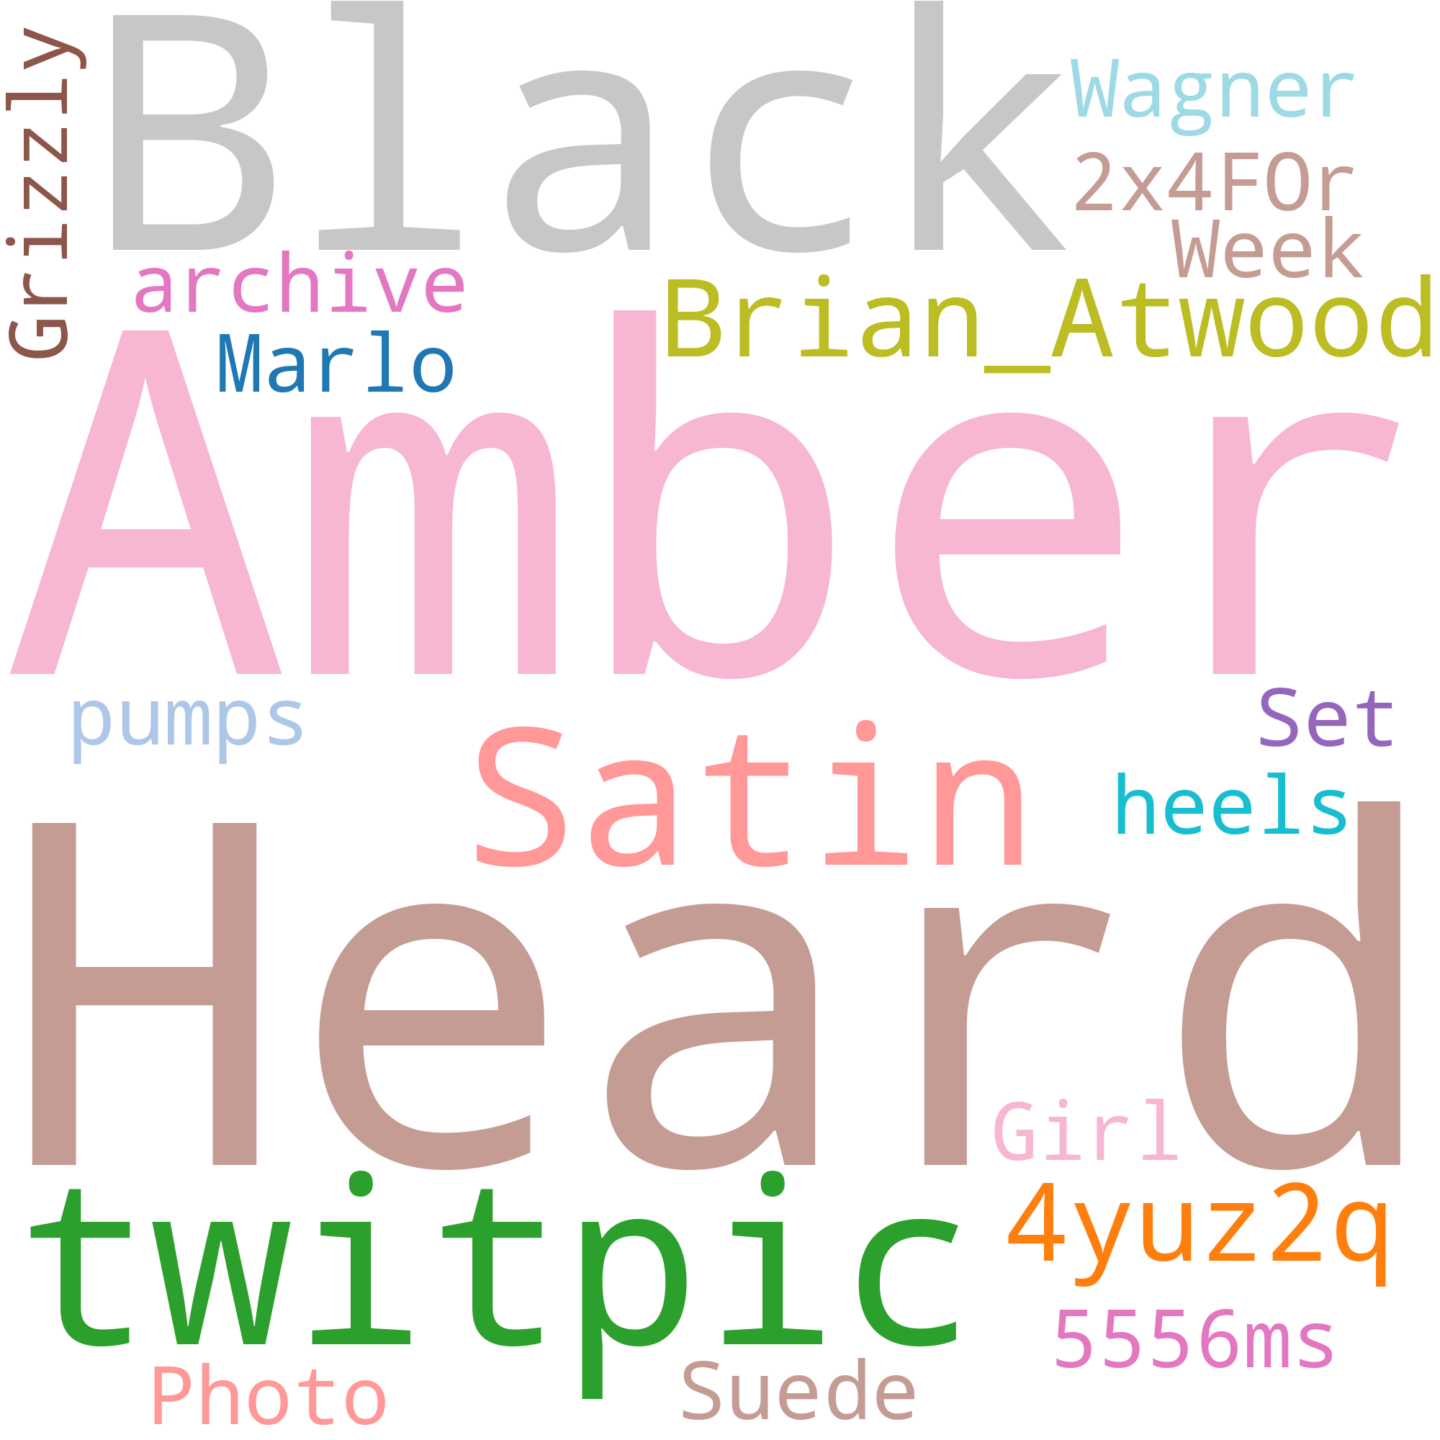 Grizzly
Black
Wagner
2x4FOr
Week
archive
Brian_Atwood
Marlo
Amber
pumps
Set
Satin
heels
Heard
Girl
twitpic
4yuz2q
5556ms
Photo
Suede